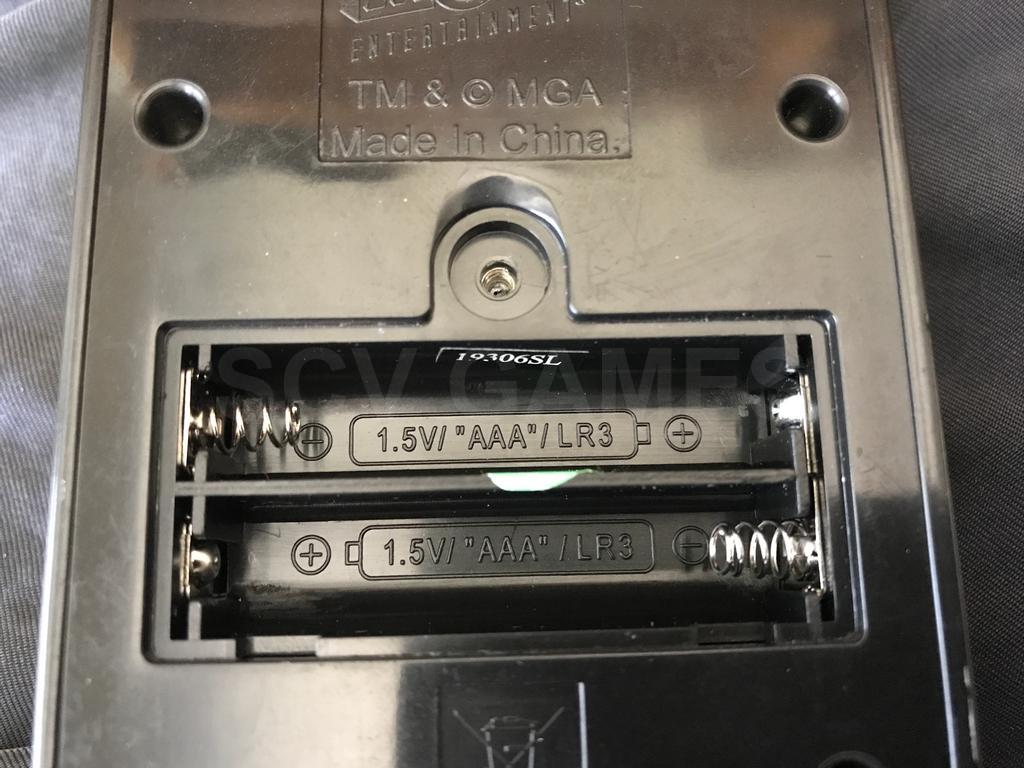 ENTERTAINMENT
TM & © MGA
Made In China.
19306SL
SCV GAMES
⊖ 1.5V/ "AAA"/ LR3 ⊕
⊕ 1.5V/ "AAA" / LR3 ⊖